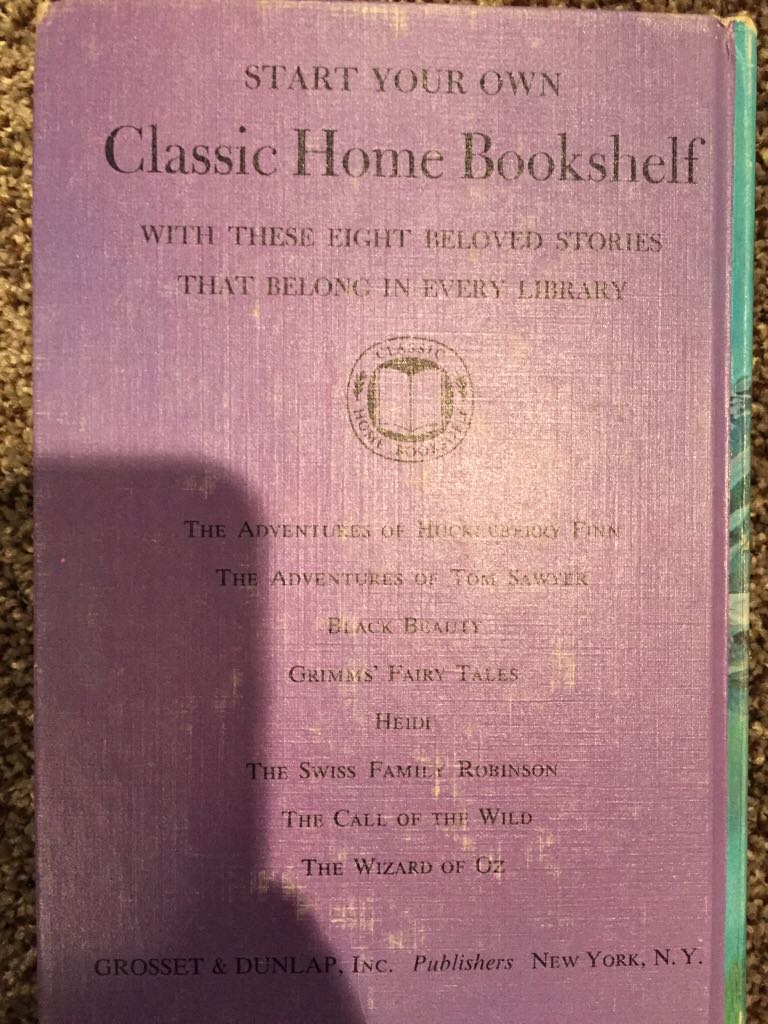 START YOUR OWN
Classic Home Bookshelf
WITH THESE EIGHT BELOVED STORIES
THAT BELONG IN EVERY LIBRARY
CLASSIC
HOME BOOKSHELF
THE ADVENTURES OF HUCKLEBERRY FINN
THE ADVENTURES OF TOM SAWYER
BLACK BEAUTY
GRIMMS' FAIRY TALES
HEIDI
THE SWISS FAMILY ROBINSON
THE CALL OF THE WILD
THE WIZARD OF OZ
GROSSET & DUNLAP, INC. Publishers NEW YORK, N. Y.